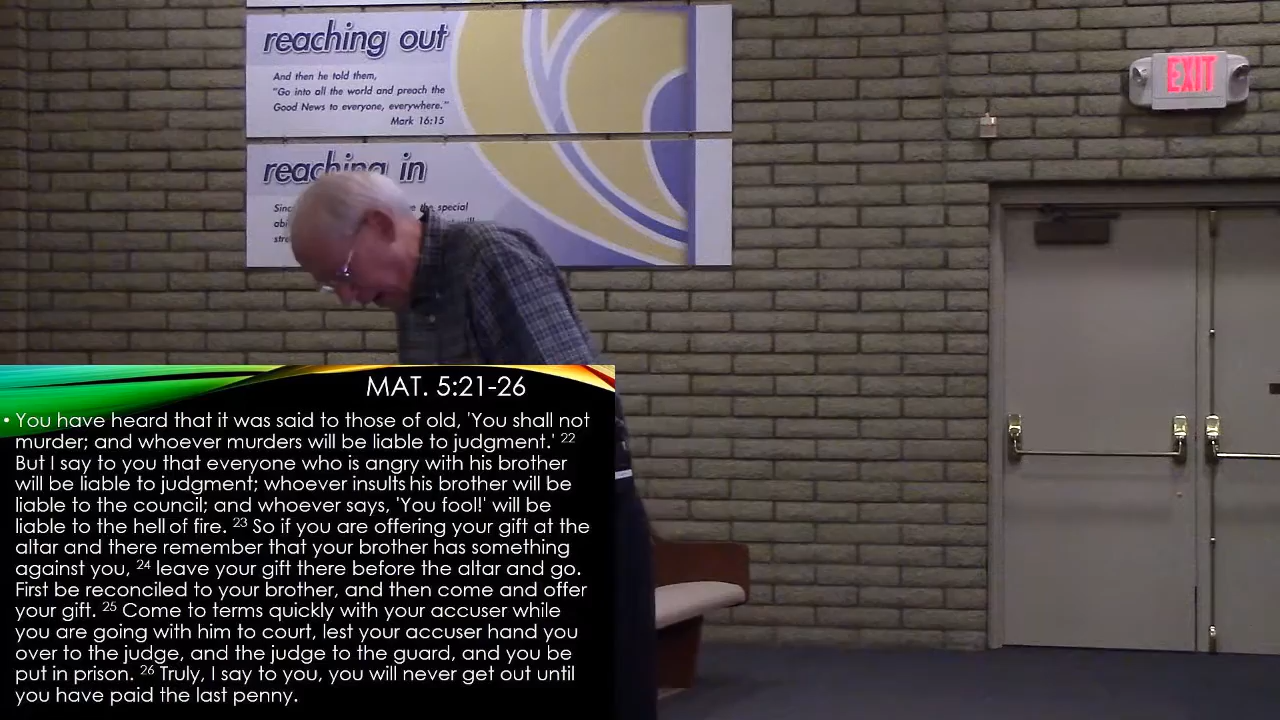 reaching out
And then he told them,
"Go into all the world and preach the
Good News to everyone, everywhere."
Mark 16:15
reaching in
the special
EXIT
MAT. 5:21-26
• You have heard that it was said to those of old, 'You shall not
murder; and whoever murders will be liable to judgment.' 22
But I say to you that everyone who is angry with his brother
will be liable to judgment; whoever insults his brother will be
liable to the council; and whoever says, 'You fool!' will be
liable to the hell of fire. 23 So if you are offering your gift at the
altar and there remember that your brother has something
against you, 24 leave your gift there before the altar and go.
First be reconciled to your brother, and then come and offer
your gift. 25 Come to terms quickly with your accuser while
you are going with him to court, lest your accuser hand you
over to the judge, and the judge to the guard, and you be
put in prison. 26 Truly, I say to you, you will never get out until
you have paid the last penny.